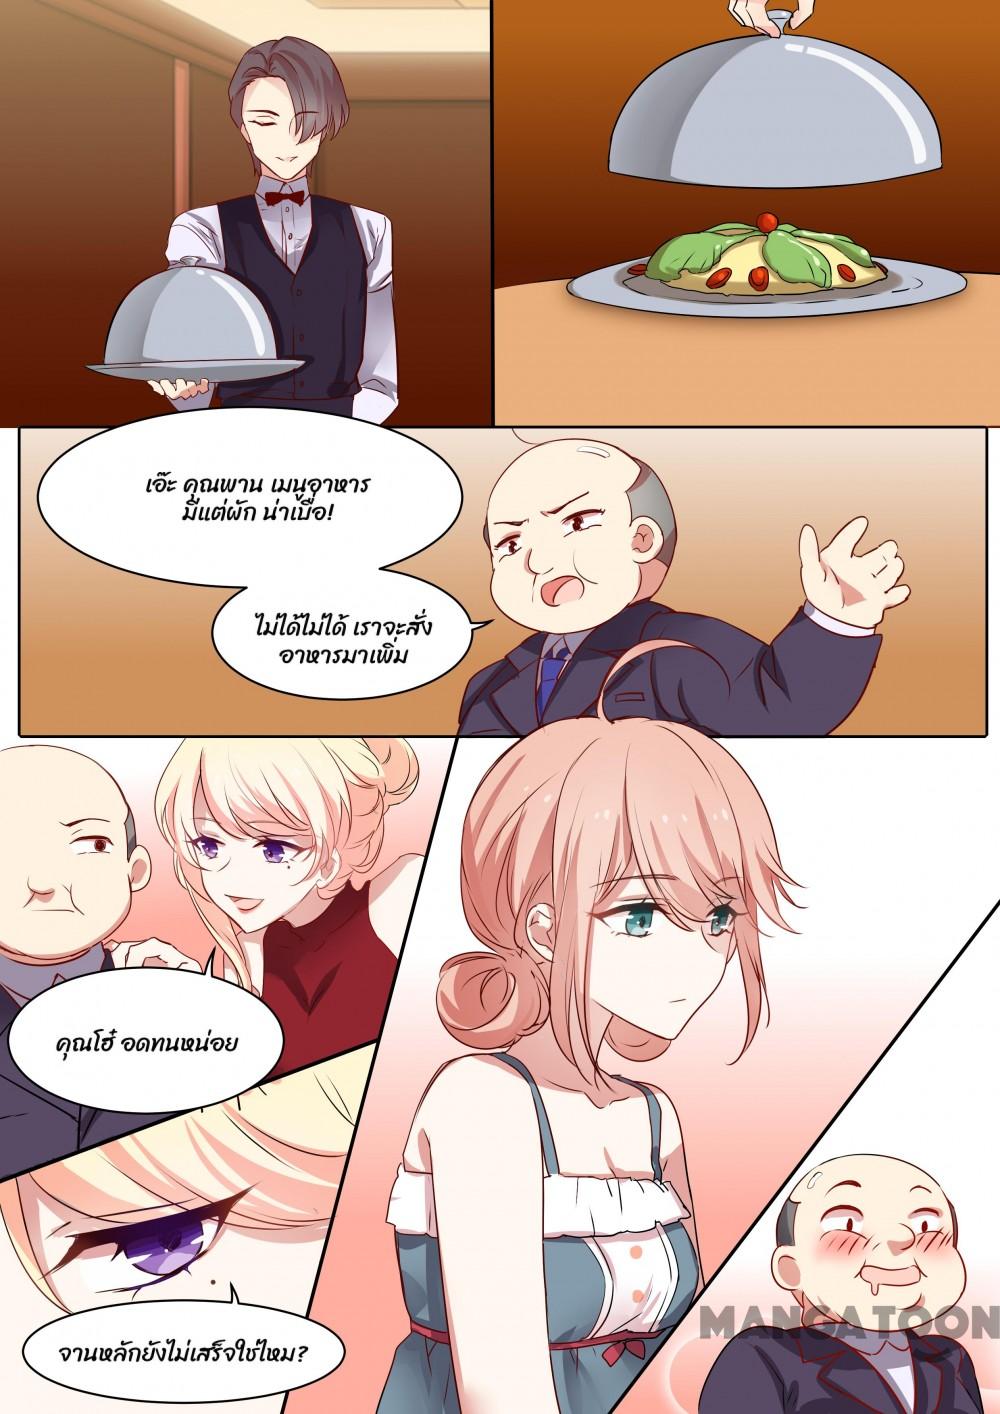 เอ๊ะ คุณพาน เมนูอาหาร
มีแต่ผัก น่าเบื่อ!
ไม่ได้ไม่ได้ เราจะสั่ง
อาหารมาเพิ่ม
คุณโฮ่ อดทนหน่อย
จานหลักยังไม่เสร็จใช่ไหม?
MANGATOON